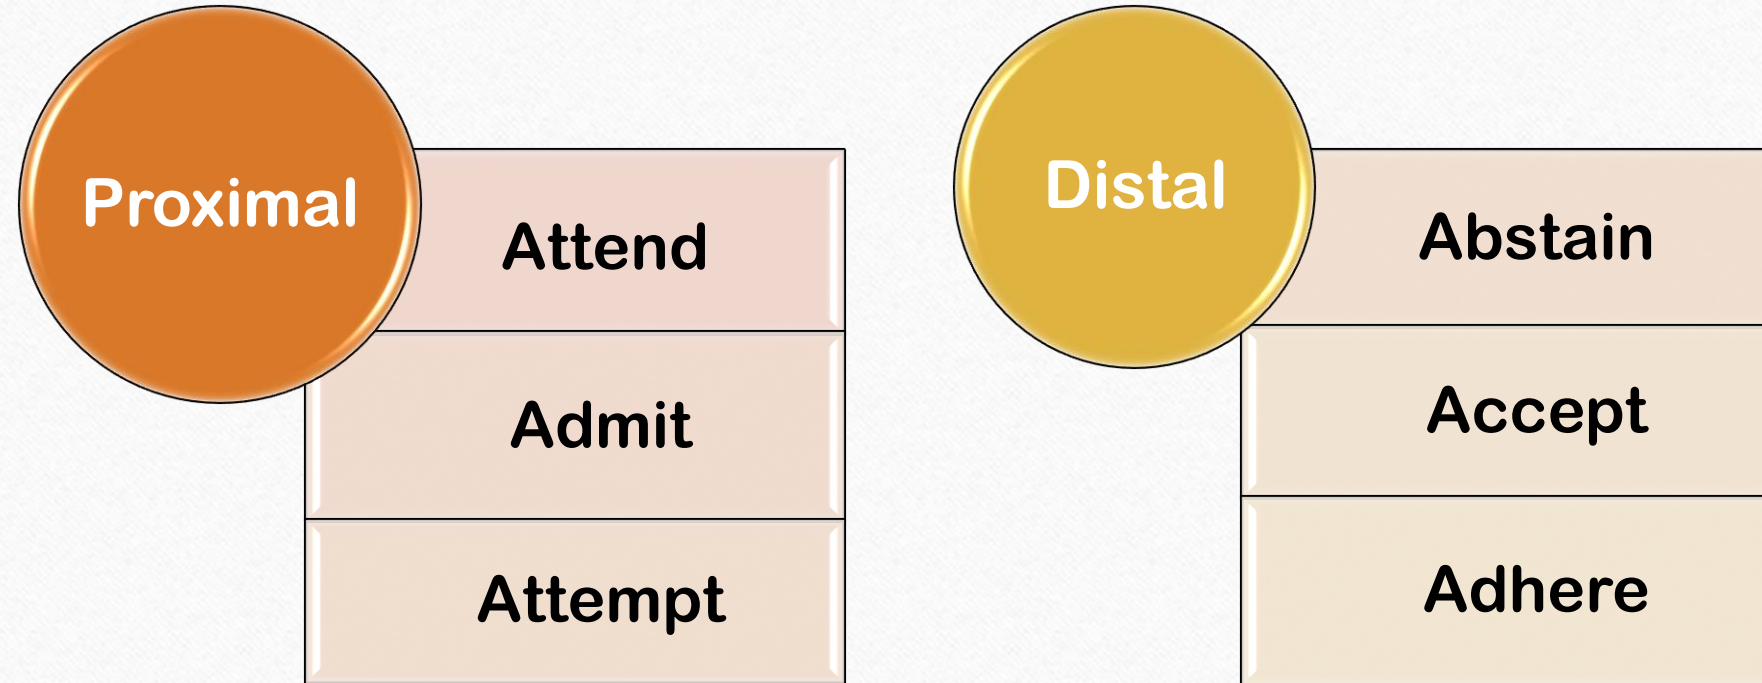 Proximal
Attend
Admit
Attempt
Distal
Abstain
Accept
Adhere